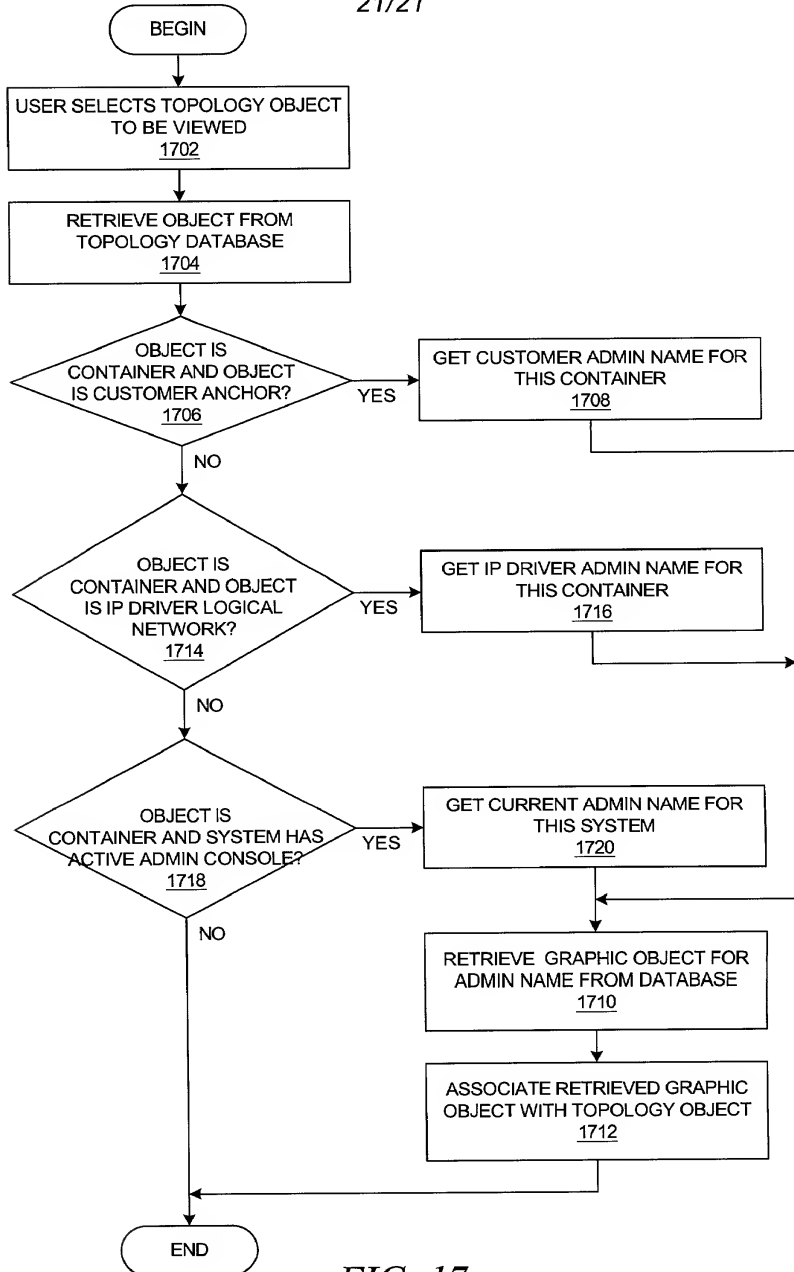 21/21
BEGIN
USER SELECTS TOPOLOGY OBJECT
TO BE VIEWED
1702
RETRIEVE OBJECT FROM
TOPOLOGY DATABASE
1704
OBJECT IS
CONTAINER AND OBJECT
IS CUSTOMER ANCHOR?
1706
YES
GET CUSTOMER ADMIN NAME FOR
THIS CONTAINER
1708
NO
OBJECT IS
CONTAINER AND OBJECT
IS IP DRIVER LOGICAL
NETWORK?
1714
YES
GET IP DRIVER ADMIN NAME FOR
THIS CONTAINER
1716
NO
OBJECT IS
CONTAINER AND SYSTEM HAS
ACTIVE ADMIN CONSOLE?
1718
YES
GET CURRENT ADMIN NAME FOR
THIS SYSTEM
1720
NO
RETRIEVE GRAPHIC OBJECT FOR
ADMIN NAME FROM DATABASE
1710
ASSOCIATE RETRIEVED GRAPHIC
OBJECT WITH TOPOLOGY OBJECT
1712
END
FIG. 17